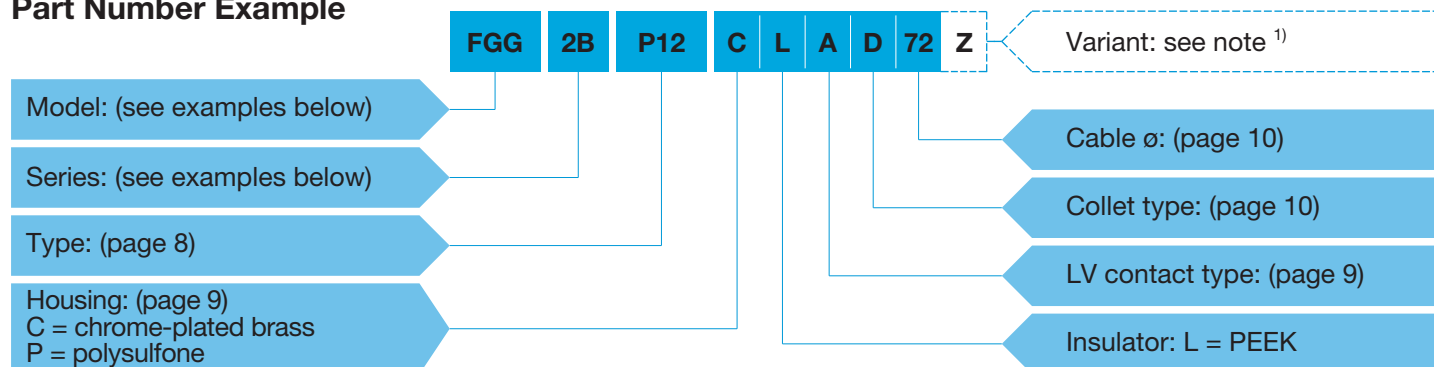 Part Number Example
FGG 2B P12 C L A D 72 Z
Variant: see note 1)
Model: (see examples below)
Series: (see examples below)
Type: (page 8)
Housing: (page 9)
C = chrome-plated brass
P = polysulfone
Cable ø: (page 10)
Collet type: (page 10)
LV contact type: (page 9)
Insulator: L = PEEK